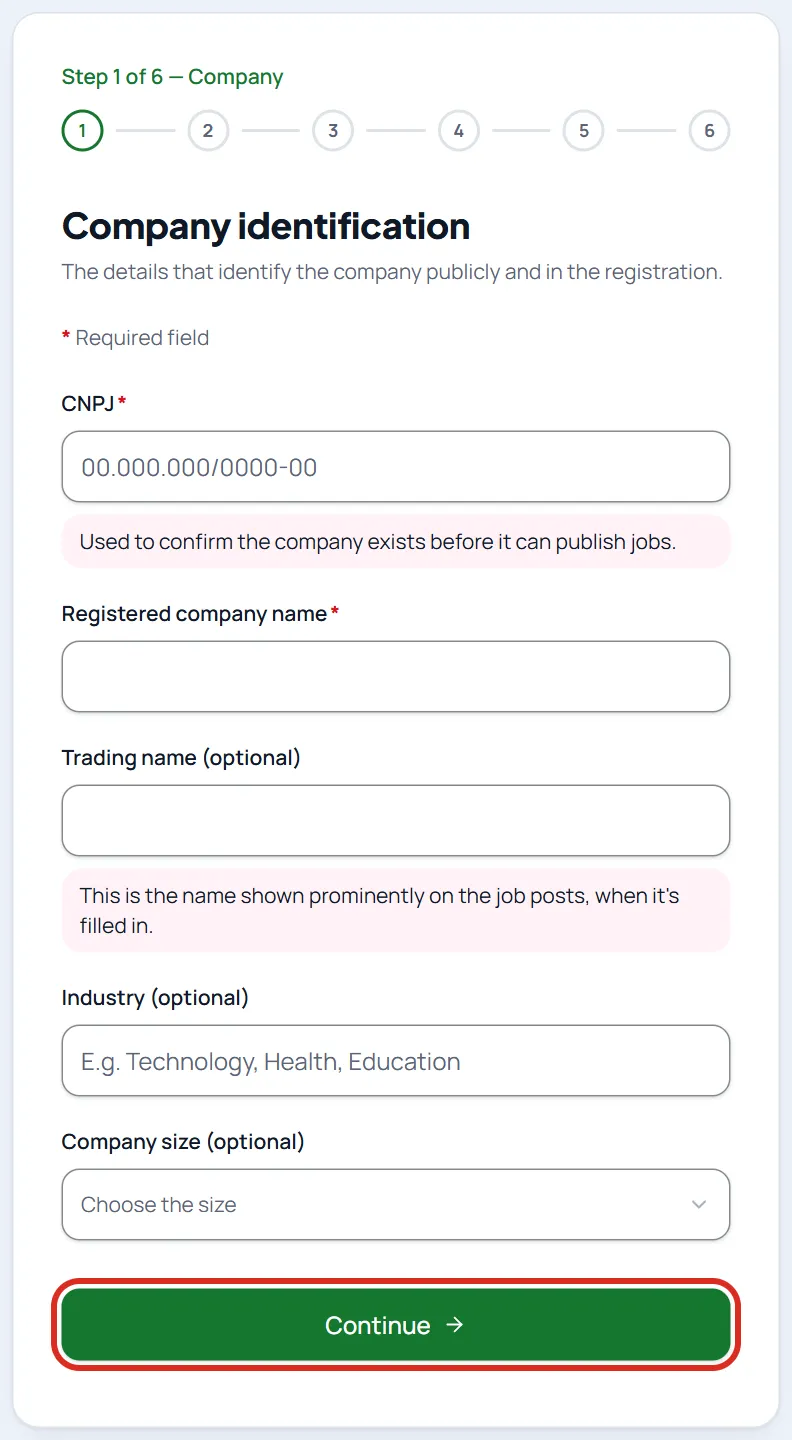 Step 1 of 6 — Company
1 2 3 4 5 6
Company identification
The details that identify the company publicly and in the registration.
* Required field
CNPJ *
00.000.000/0000-00
Used to confirm the company exists before it can publish jobs.
Registered company name *
Trading name (optional)
This is the name shown prominently on the job posts, when it's
filled in.
Industry (optional)
E.g. Technology, Health, Education
Company size (optional)
Choose the size
Continue →